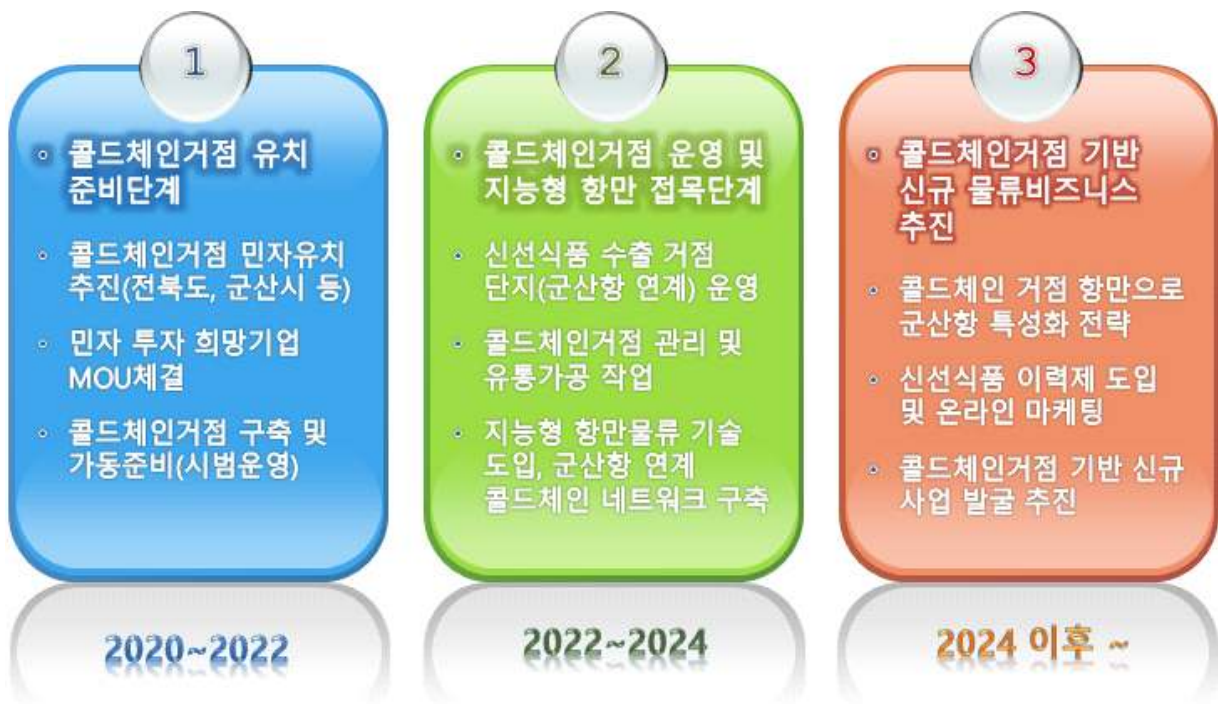 1
◦ 콜드체인거점 유치
준비단계
◦ 콜드체인거점 민자유치
추진(전북도, 군산시 등)
◦ 민자 투자 희망기업
MOU체결
◦ 콜드체인거점 구축 및
가동준비(시범운영)
2020~2022
2
◦ 콜드체인거점 운영 및
지능형 항만 접목단계
◦ 신선식품 수출 거점
단지(군산항 연계) 운영
◦ 콜드체인거점 관리 및
유통가공 작업
◦ 지능형 항만물류 기술
도입, 군산항 연계
콜드체인 네트워크 구축
2022~2024
3
◦ 콜드체인거점 기반
신규 물류비즈니스
추진
◦ 콜드체인 거점 항만으로
군산항 특성화 전략
◦ 신선식품 이력제 도입
및 온라인 마케팅
◦ 콜드체인거점 기반 신규
사업 발굴 추진
2024 이후 ~